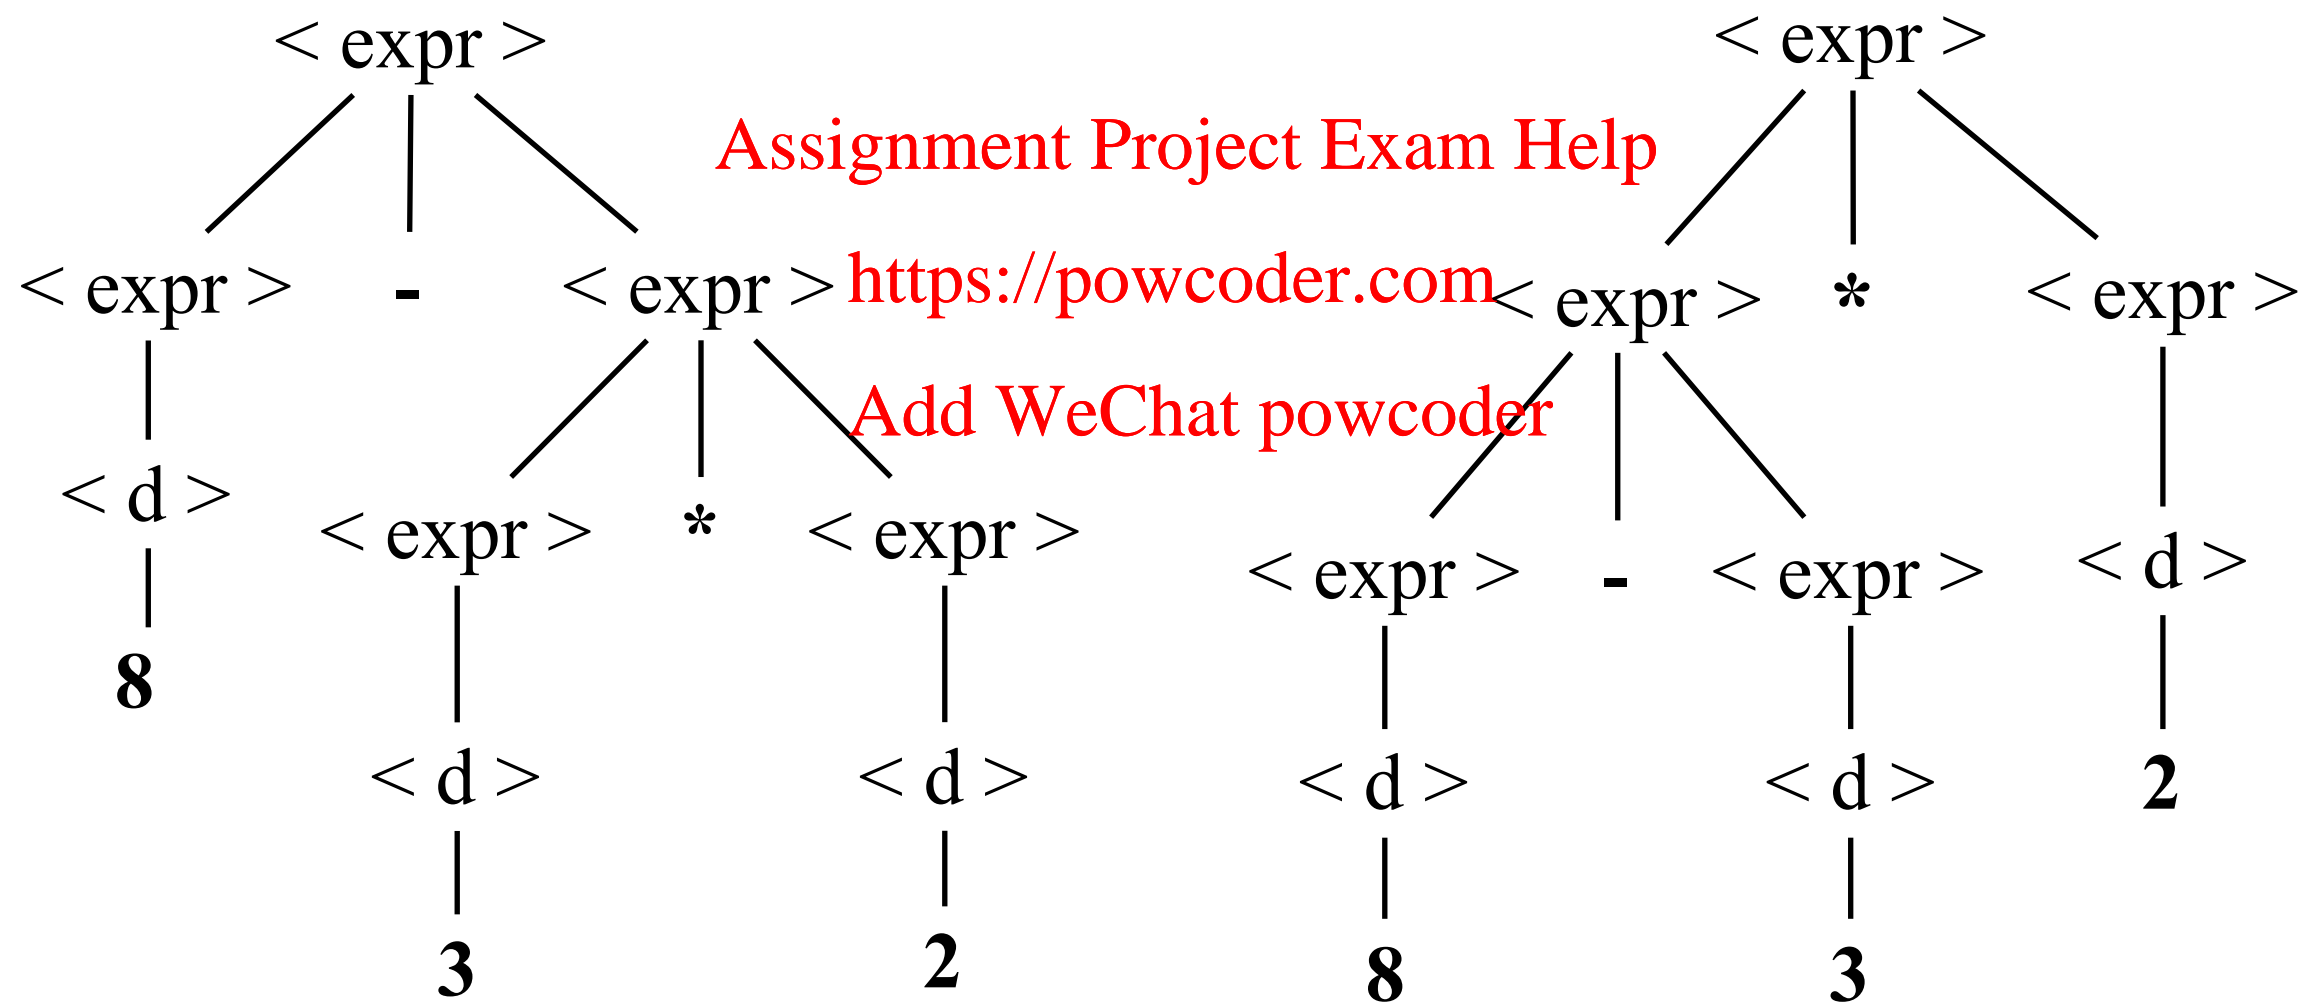 < expr > < expr >
Assignment Project Exam Help
< expr > - < expr > https://powcoder.com < expr > * < expr >
Add WeChat powcoder
< d > < expr > * < expr > < expr > - < expr > < d >
8 < d > < d > < d > < d > 2
3 2 8 3